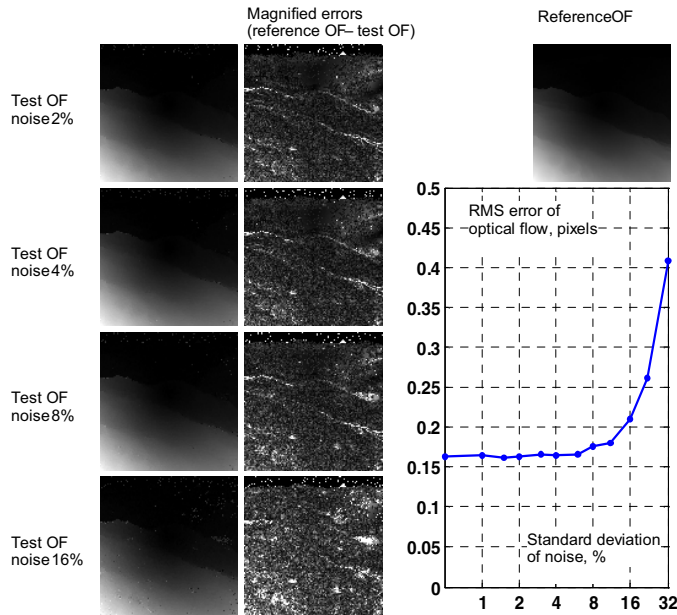 Magnified errors
(reference OF– test OF)
ReferenceOF
Test OF
noise2%
Test OF
noise4%
Test OF
noise8%
Test OF
noise16%
0.5
0.45
0.4
0.35
0.3
0.25
0.2
0.15
0.1
0.05
0
RMS error of
optical flow, pixels
Standard deviation
of noise, %
1 2 4 8 16 32